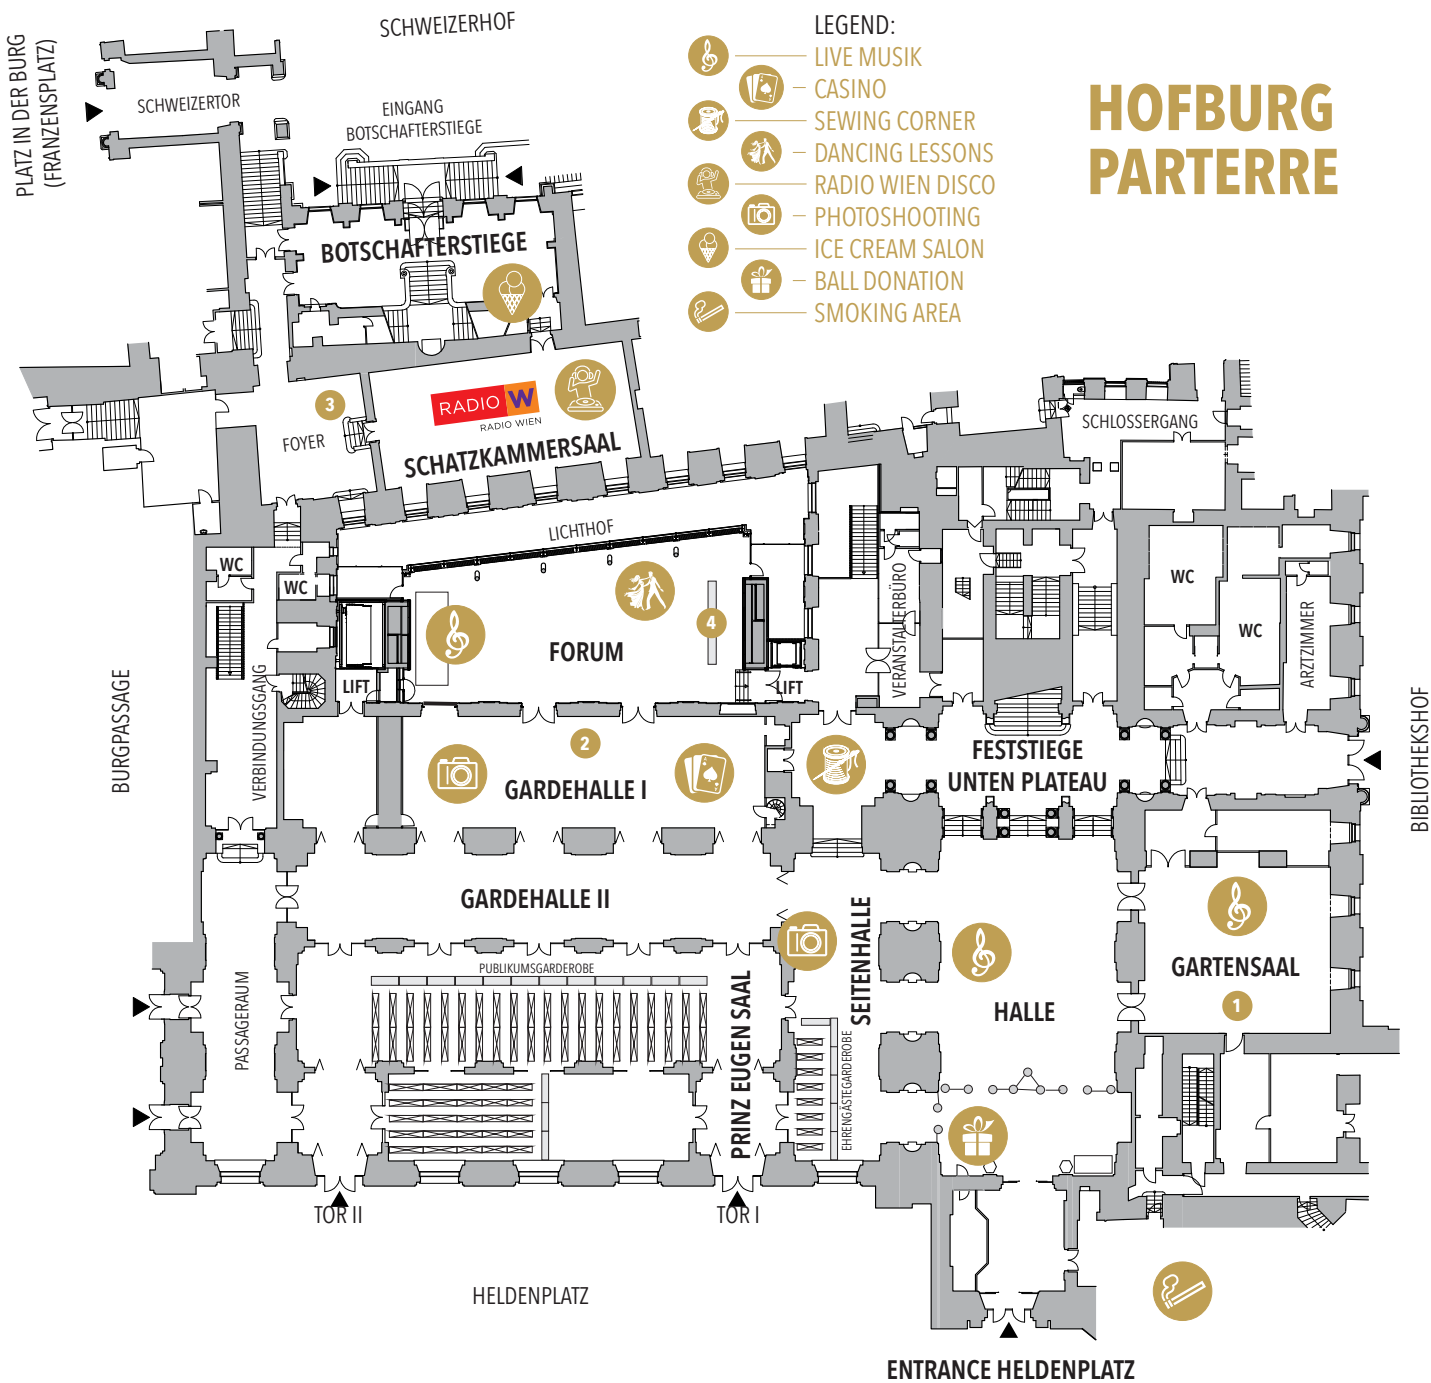 SCHWEIZERHOF
PLATZ IN DER BURG
(FRANZENSPLATZ)
SCHWEIZERTOR
EINGANG
BOTSCHAFTERSTIEGE
LEGEND:
LIVE MUSIK
CASINO
SEWING CORNER
DANCING LESSONS
RADIO WIEN DISCO
PHOTOSHOOTING
ICE CREAM SALON
BALL DONATION
SMOKING AREA
HOFBURG
PARTERRE
BOTSCHAFTERSTIEGE
3
FOYER
RADIO W
RADIO WIEN
SCHATZKAMMERSAAL
SCHLOSSERGANG
LICHTHOF
WC
WC
WC
WC
FORUM
4
LIFT
LIFT
VERANSTALTERBÜRO
ARZTZIMMER
BURGPASSAGE
VERBINDUNGSGANG
2
GARDEHALLE I
FESTSTIEGE
UNTEN PLATEAU
BIBLIOTHEKSHOF
GARDEHALLE II
SEITENHALLE
PUBLIKUMSGARDEROBE
PASSAGERAUM
PRINZ EUGEN SAAL
EHRENGÄSTEGARDEROBE
HALLE
GARTENSAAL
1
TOR II
TOR I
HELDENPLATZ
ENTRANCE HELDENPLATZ